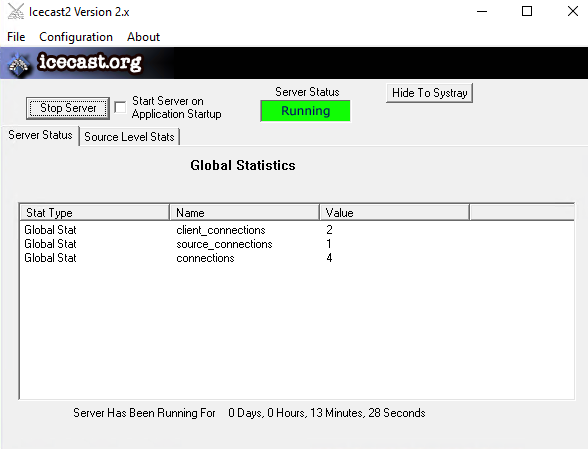 Icecast2 Version 2.x
File Configuration About
icecast.org
Stop Server
Start Server on
Application Startup
Server Status
Running
Hide To Systray
Server Status Source Level Stats
Global Statistics
Stat Type Name Value
Global Stat client_connections 2
Global Stat source_connections 1
Global Stat connections 4
Server Has Been Running For 0 Days, 0 Hours, 13 Minutes, 28 Seconds